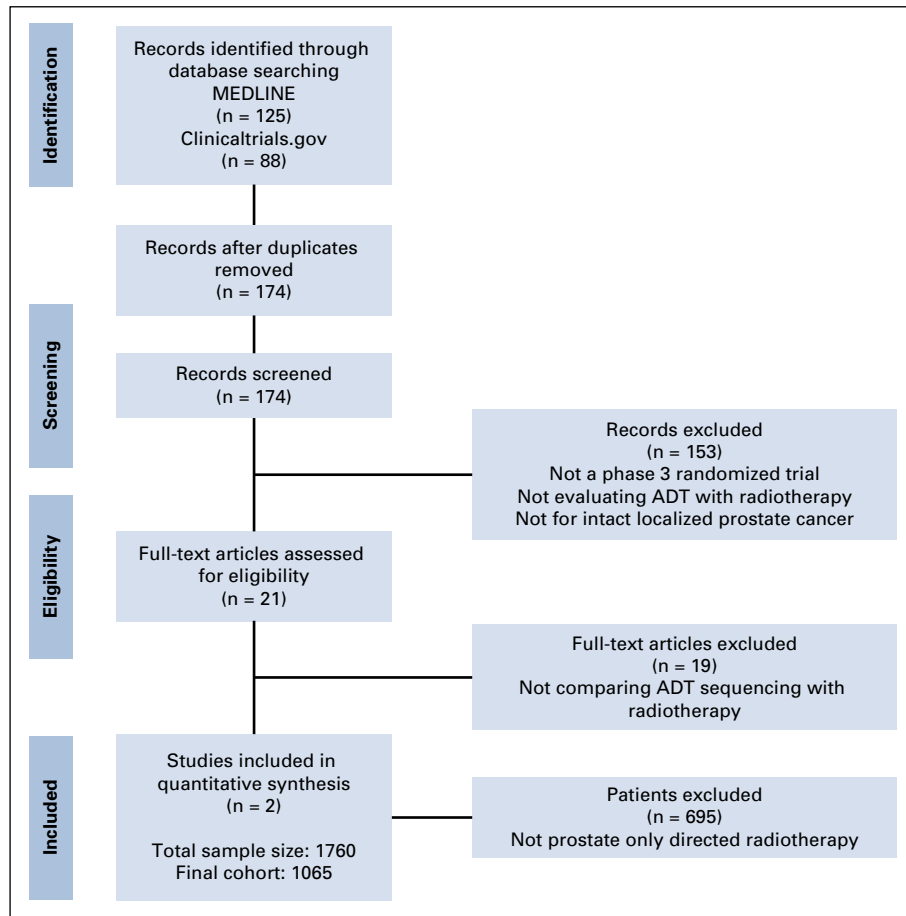 Identification
Records identified through
database searching
MEDLINE
(n = 125)
Clinicaltrials.gov
(n = 88)
Records after duplicates
removed
(n = 174)
Screening
Records screened
(n = 174)
Records excluded
(n = 153)
Not a phase 3 randomized trial
Not evaluating ADT with radiotherapy
Not for intact localized prostate cancer
Eligibility
Full-text articles assessed
for eligibility
(n = 21)
Full-text articles excluded
(n = 19)
Not comparing ADT sequencing with
radiotherapy
Included
Studies included in
quantitative synthesis
(n = 2)
Total sample size: 1760
Final cohort: 1065
Patients excluded
(n = 695)
Not prostate only directed radiotherapy